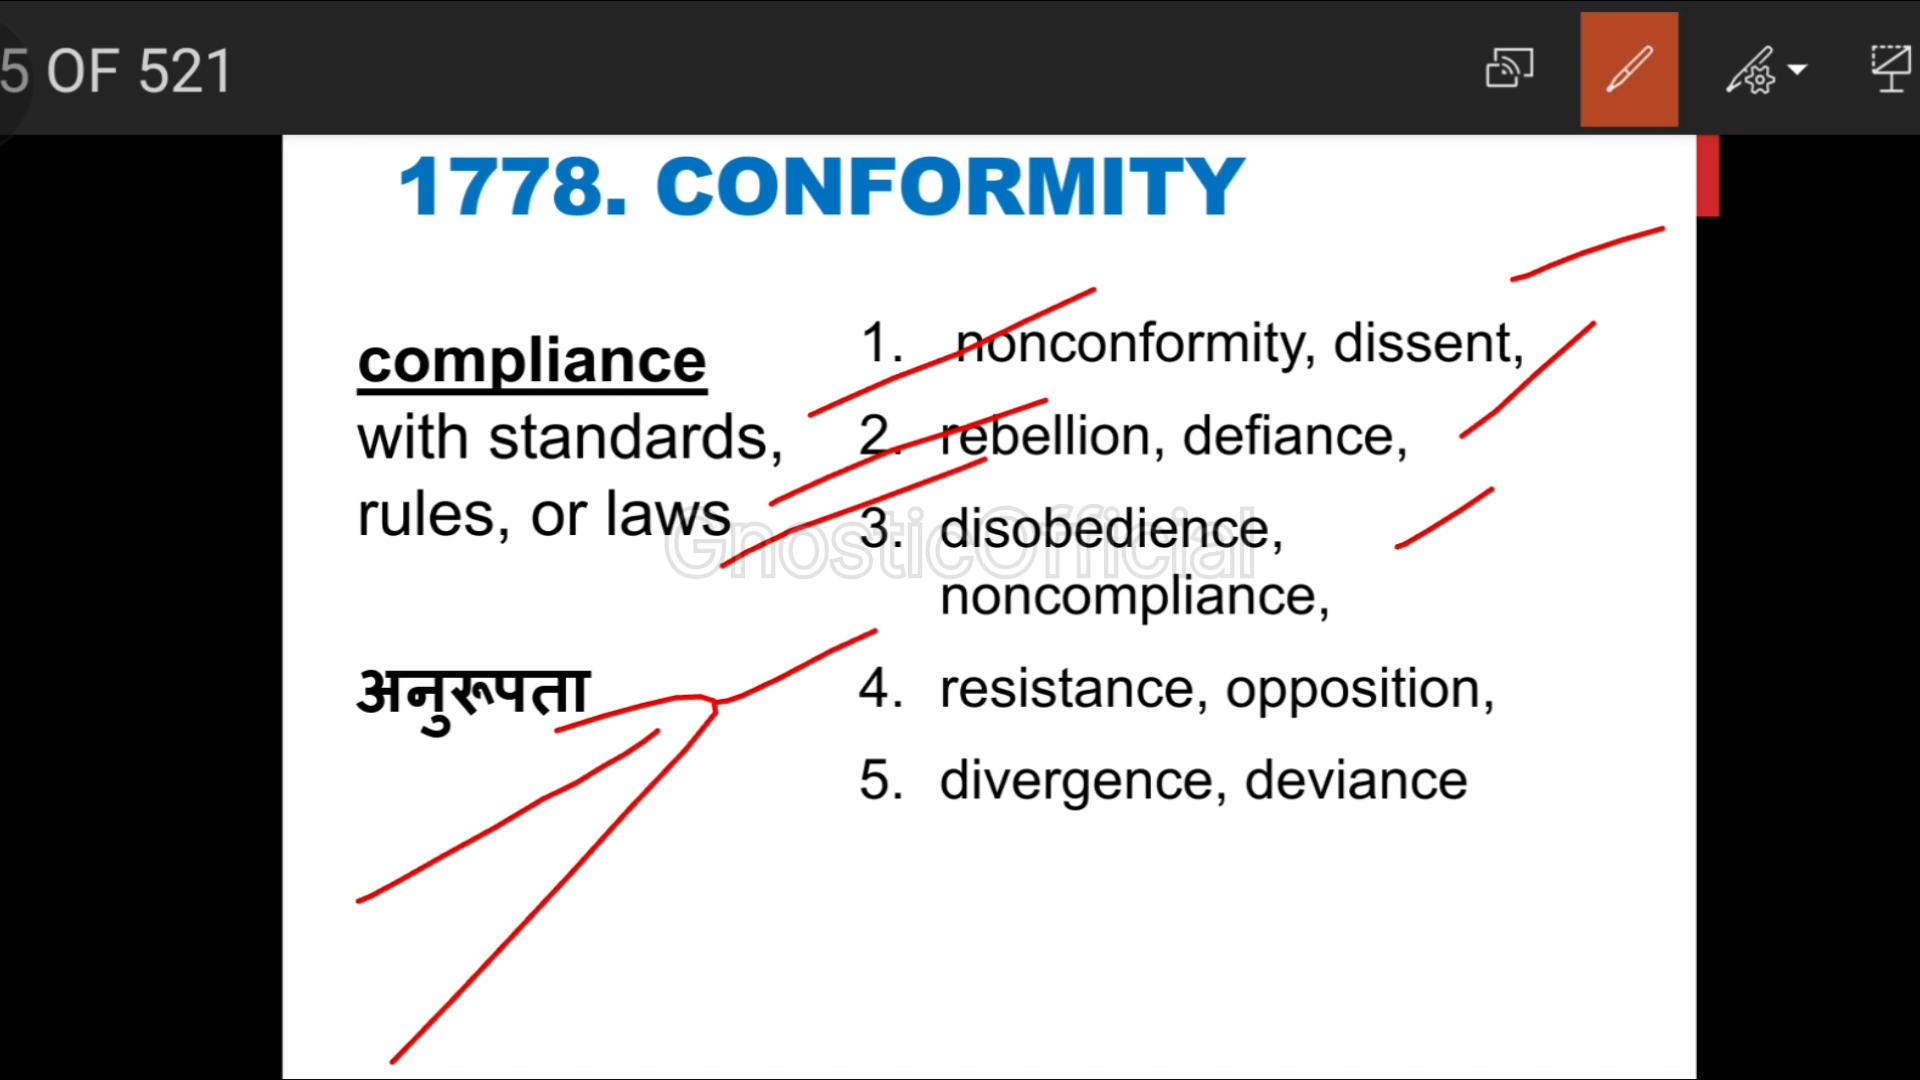 5 OF 521
1778. CONFORMITY
compliance
with standards,
rules, or laws
अनुरूपता
1. nonconformity, dissent,
2. rebellion, defiance,
3. disobedience,
noncompliance,
4. resistance, opposition,
5. divergence, deviance
GnosticOfficial